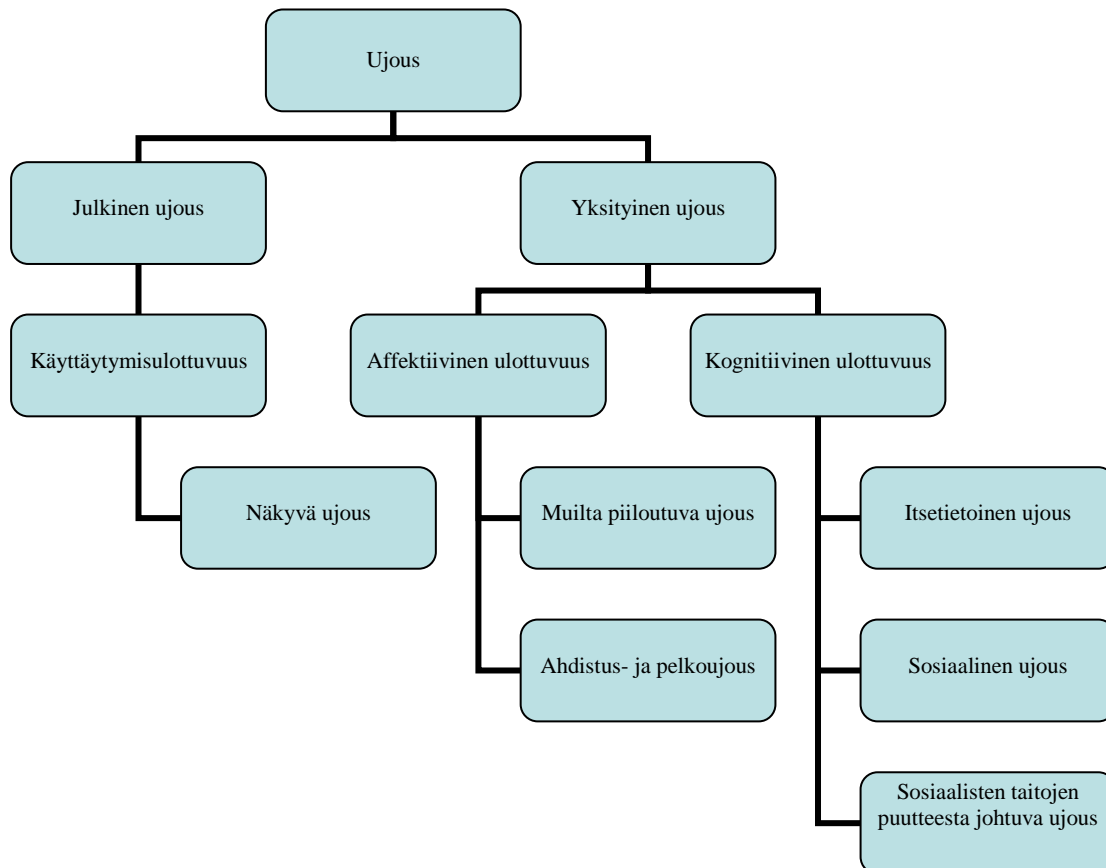 Ujous
Julkinen ujous
Yksityinen ujous
Käyttäytymisulottuvuus
Affektiivinen ulottuvuus
Kognitiivinen ulottuvuus
Näkyvä ujous
Muilta piiloutuva ujous
Itsetietoinen ujous
Ahdistus- ja pelkoujous
Sosiaalinen ujous
Sosiaalisten taitojen
puutteesta johtuva ujous